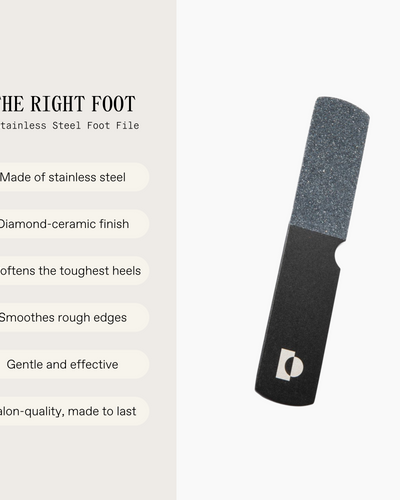 THE RIGHT FOOT
tainless Steel Foot File
Made of stainless steel
Diamond-ceramic finish
oftens the toughest heels
Smoothes rough edges
Gentle and effective
alon-quality, made to last